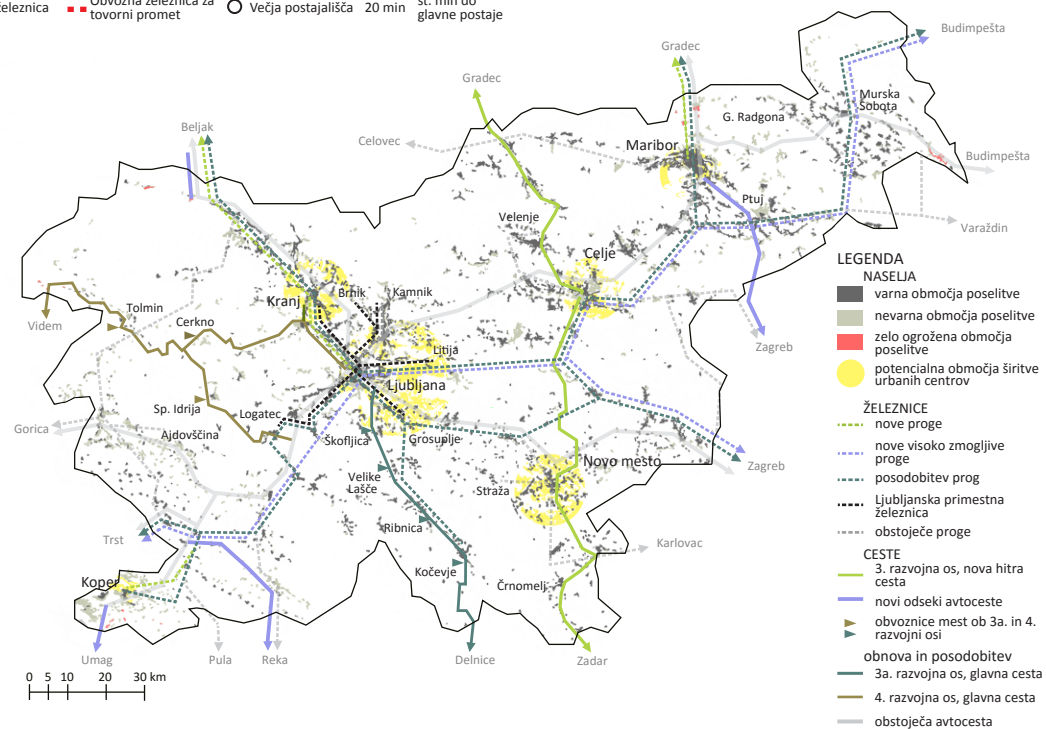 železnica
Obvozna železnica za
tovorni promet
Večja postajališča
20 min
št. min do
glavne postaje
Budimpešta
Gradec
Gradec
Murska
Sobota
G. Radgona
Beljak
Celovec
Maribor
Budimpešta
Ptuj
Velenje
Varaždin
Celje
Kranj
Brnik
Kamnik
Tolmin
Cerkno
Videm
Litija
Zagreb
Ljubljana
Sp. Idrija
Logatec
Gorica
Ajdovščina
Škofljica
Grosuplje
Novo mesto
Zagreb
Velike
Lašče
Straža
Ribnica
Trst
Karlovac
Kočevje
Koper
Črnomelj
Umag
Pula
Reka
Delnice
Zadar
0 5 10 20 30 km
LEGENDA
NASELJA
varna območja poselitve
nevarna območja poselitve
zelo ogrožena območja
poselitve
potencialna območja širitve
urbanih centrov
ŽELEZNICE
nove proge
nove visoko zmogljive
proge
posodobitev prog
Ljubljanska primestna
železnica
obstoječe proge
CESTE
3. razvojna os, nova hitra
cesta
novi odseki avtoceste
obvoznice mest ob 3a. in 4.
razvojni osi
obnova in posodobitev
3a. razvojna os, glavna cesta
4. razvojna os, glavna cesta
obstoječa avtocesta